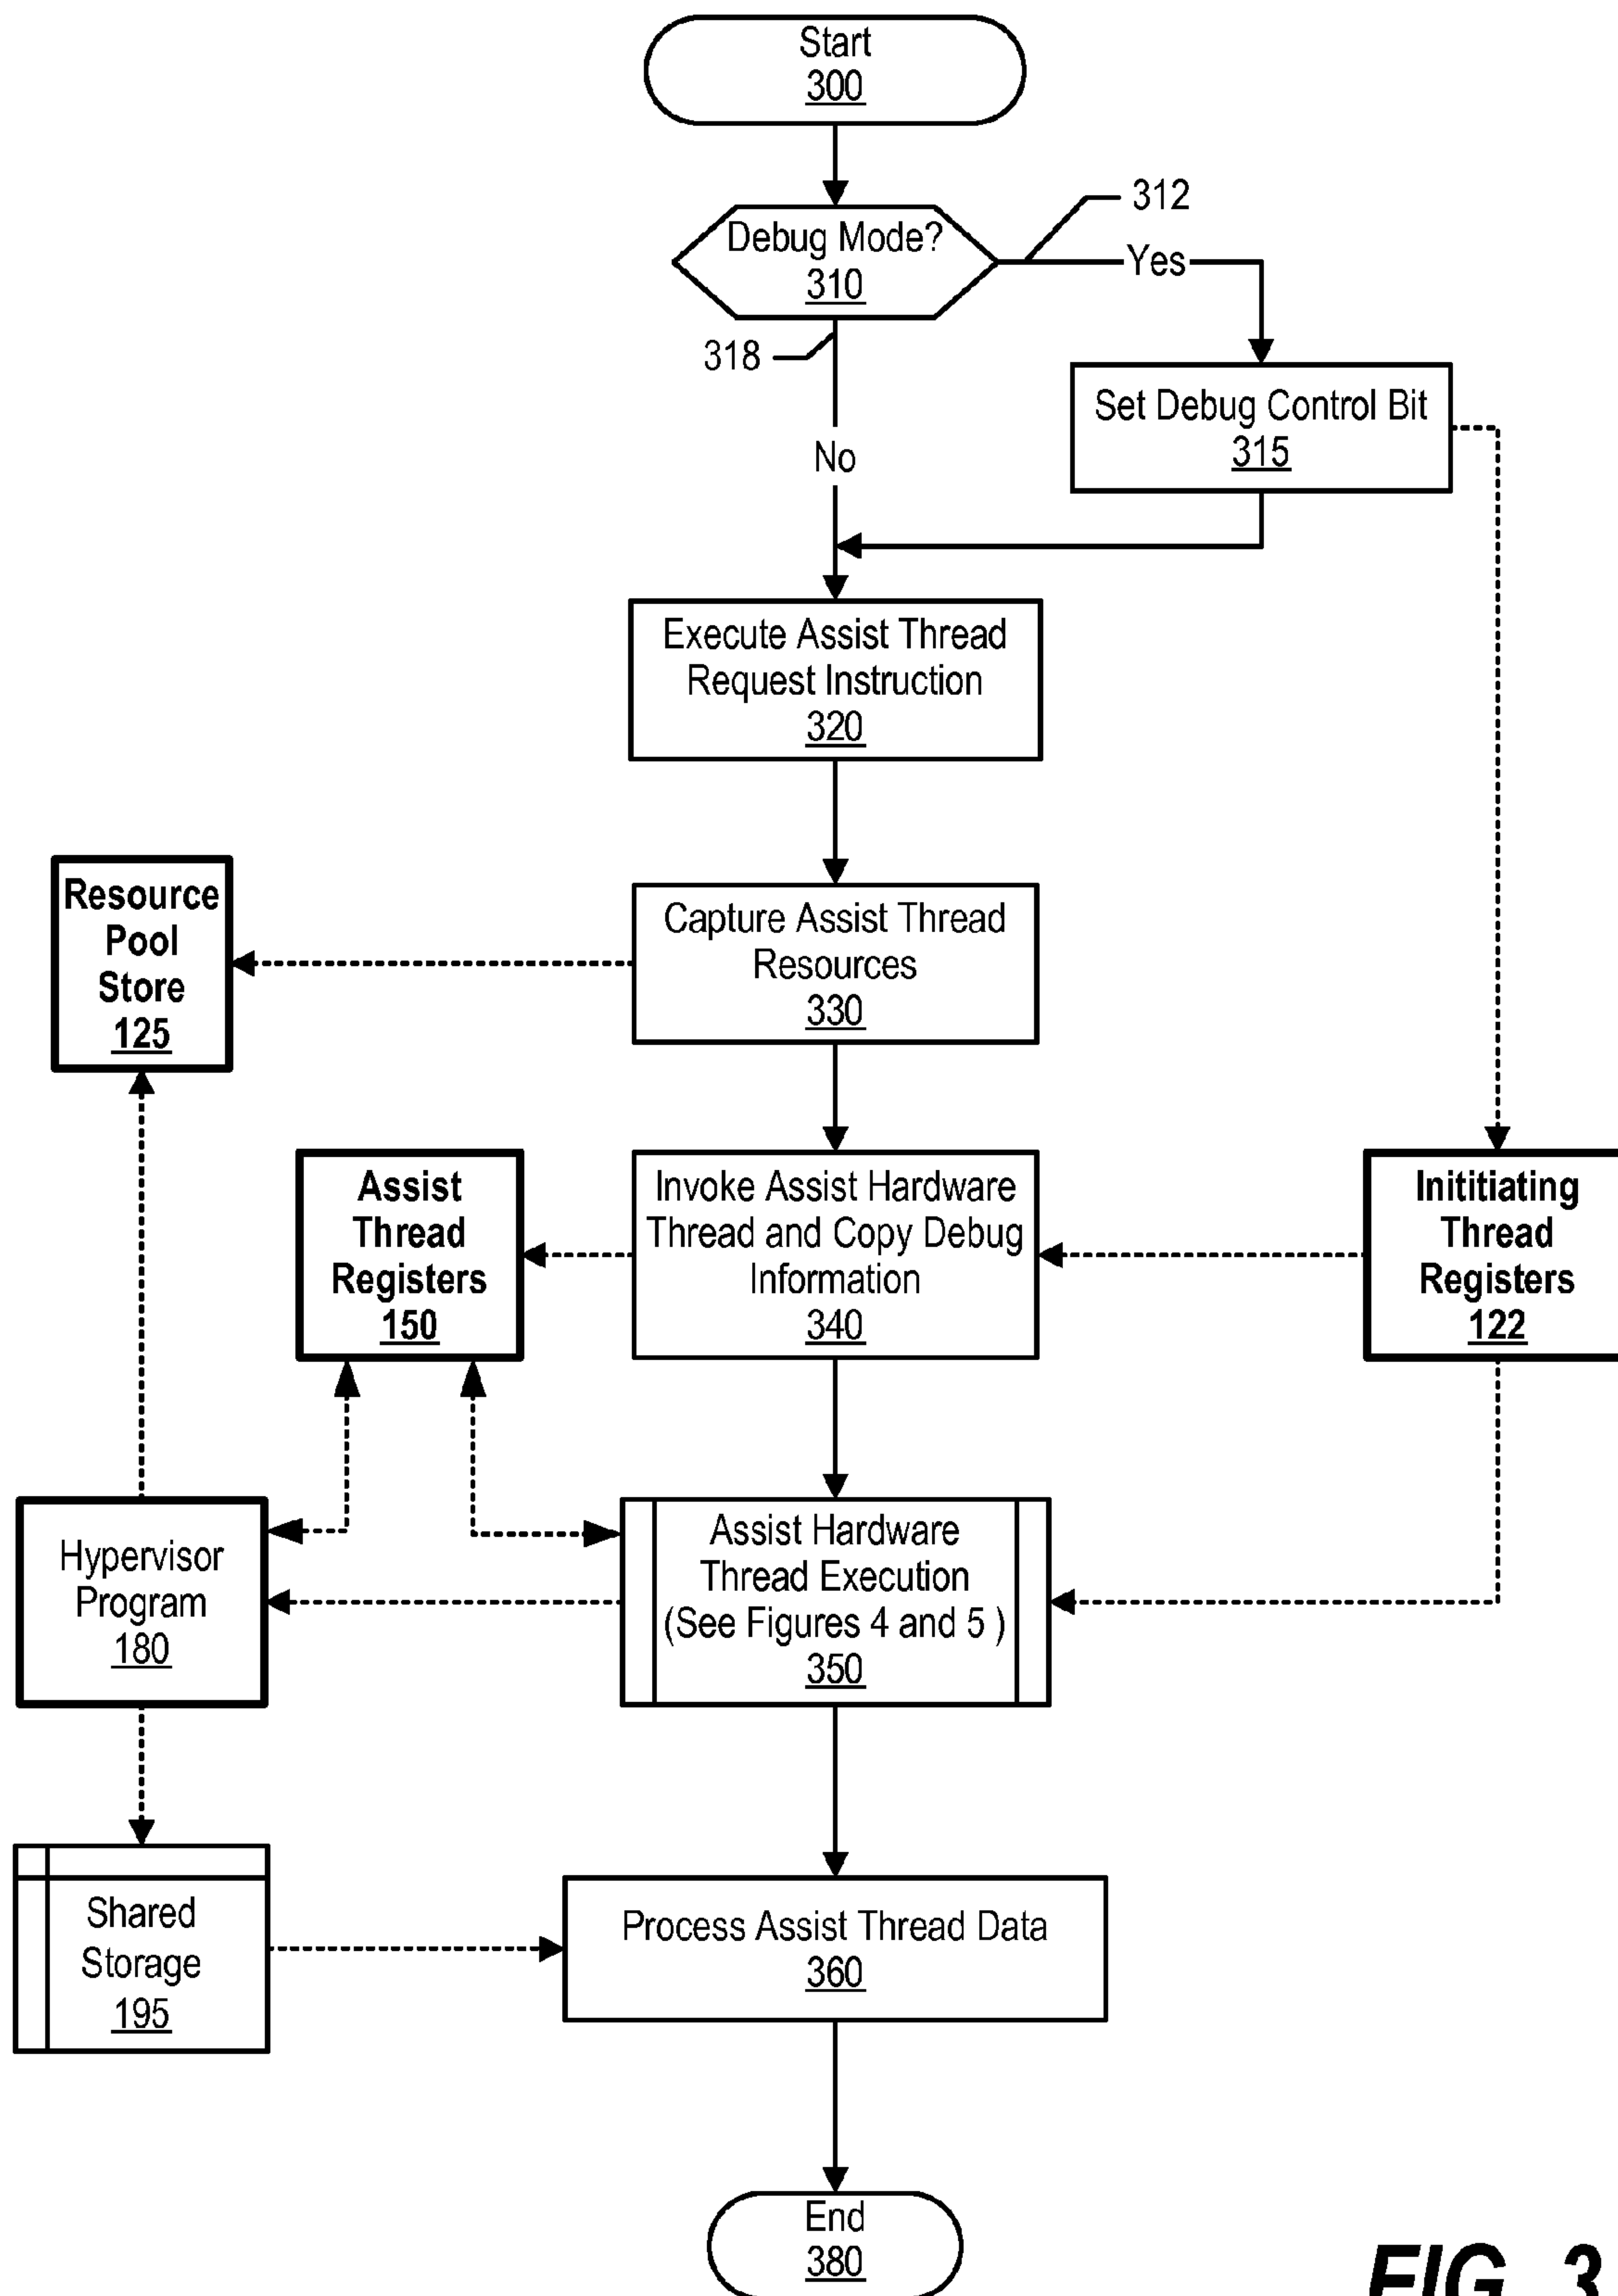 Start
300
312
Debug Mode?
310
Yes
318
Set Debug Control Bit
315
No
Execute Assist Thread
Request Instruction
320
Resource
Pool
Store
125
Capture Assist Thread
Resources
330
Assist
Thread
Registers
150
Invoke Assist Hardware
Thread and Copy Debug
Information
340
Inititiating
Thread
Registers
122
Hypervisor
Program
180
Assist Hardware
Thread Execution
(See Figures 4 and 5 )
350
Shared
Storage
195
Process Assist Thread Data
360
End
380
FIG. 3